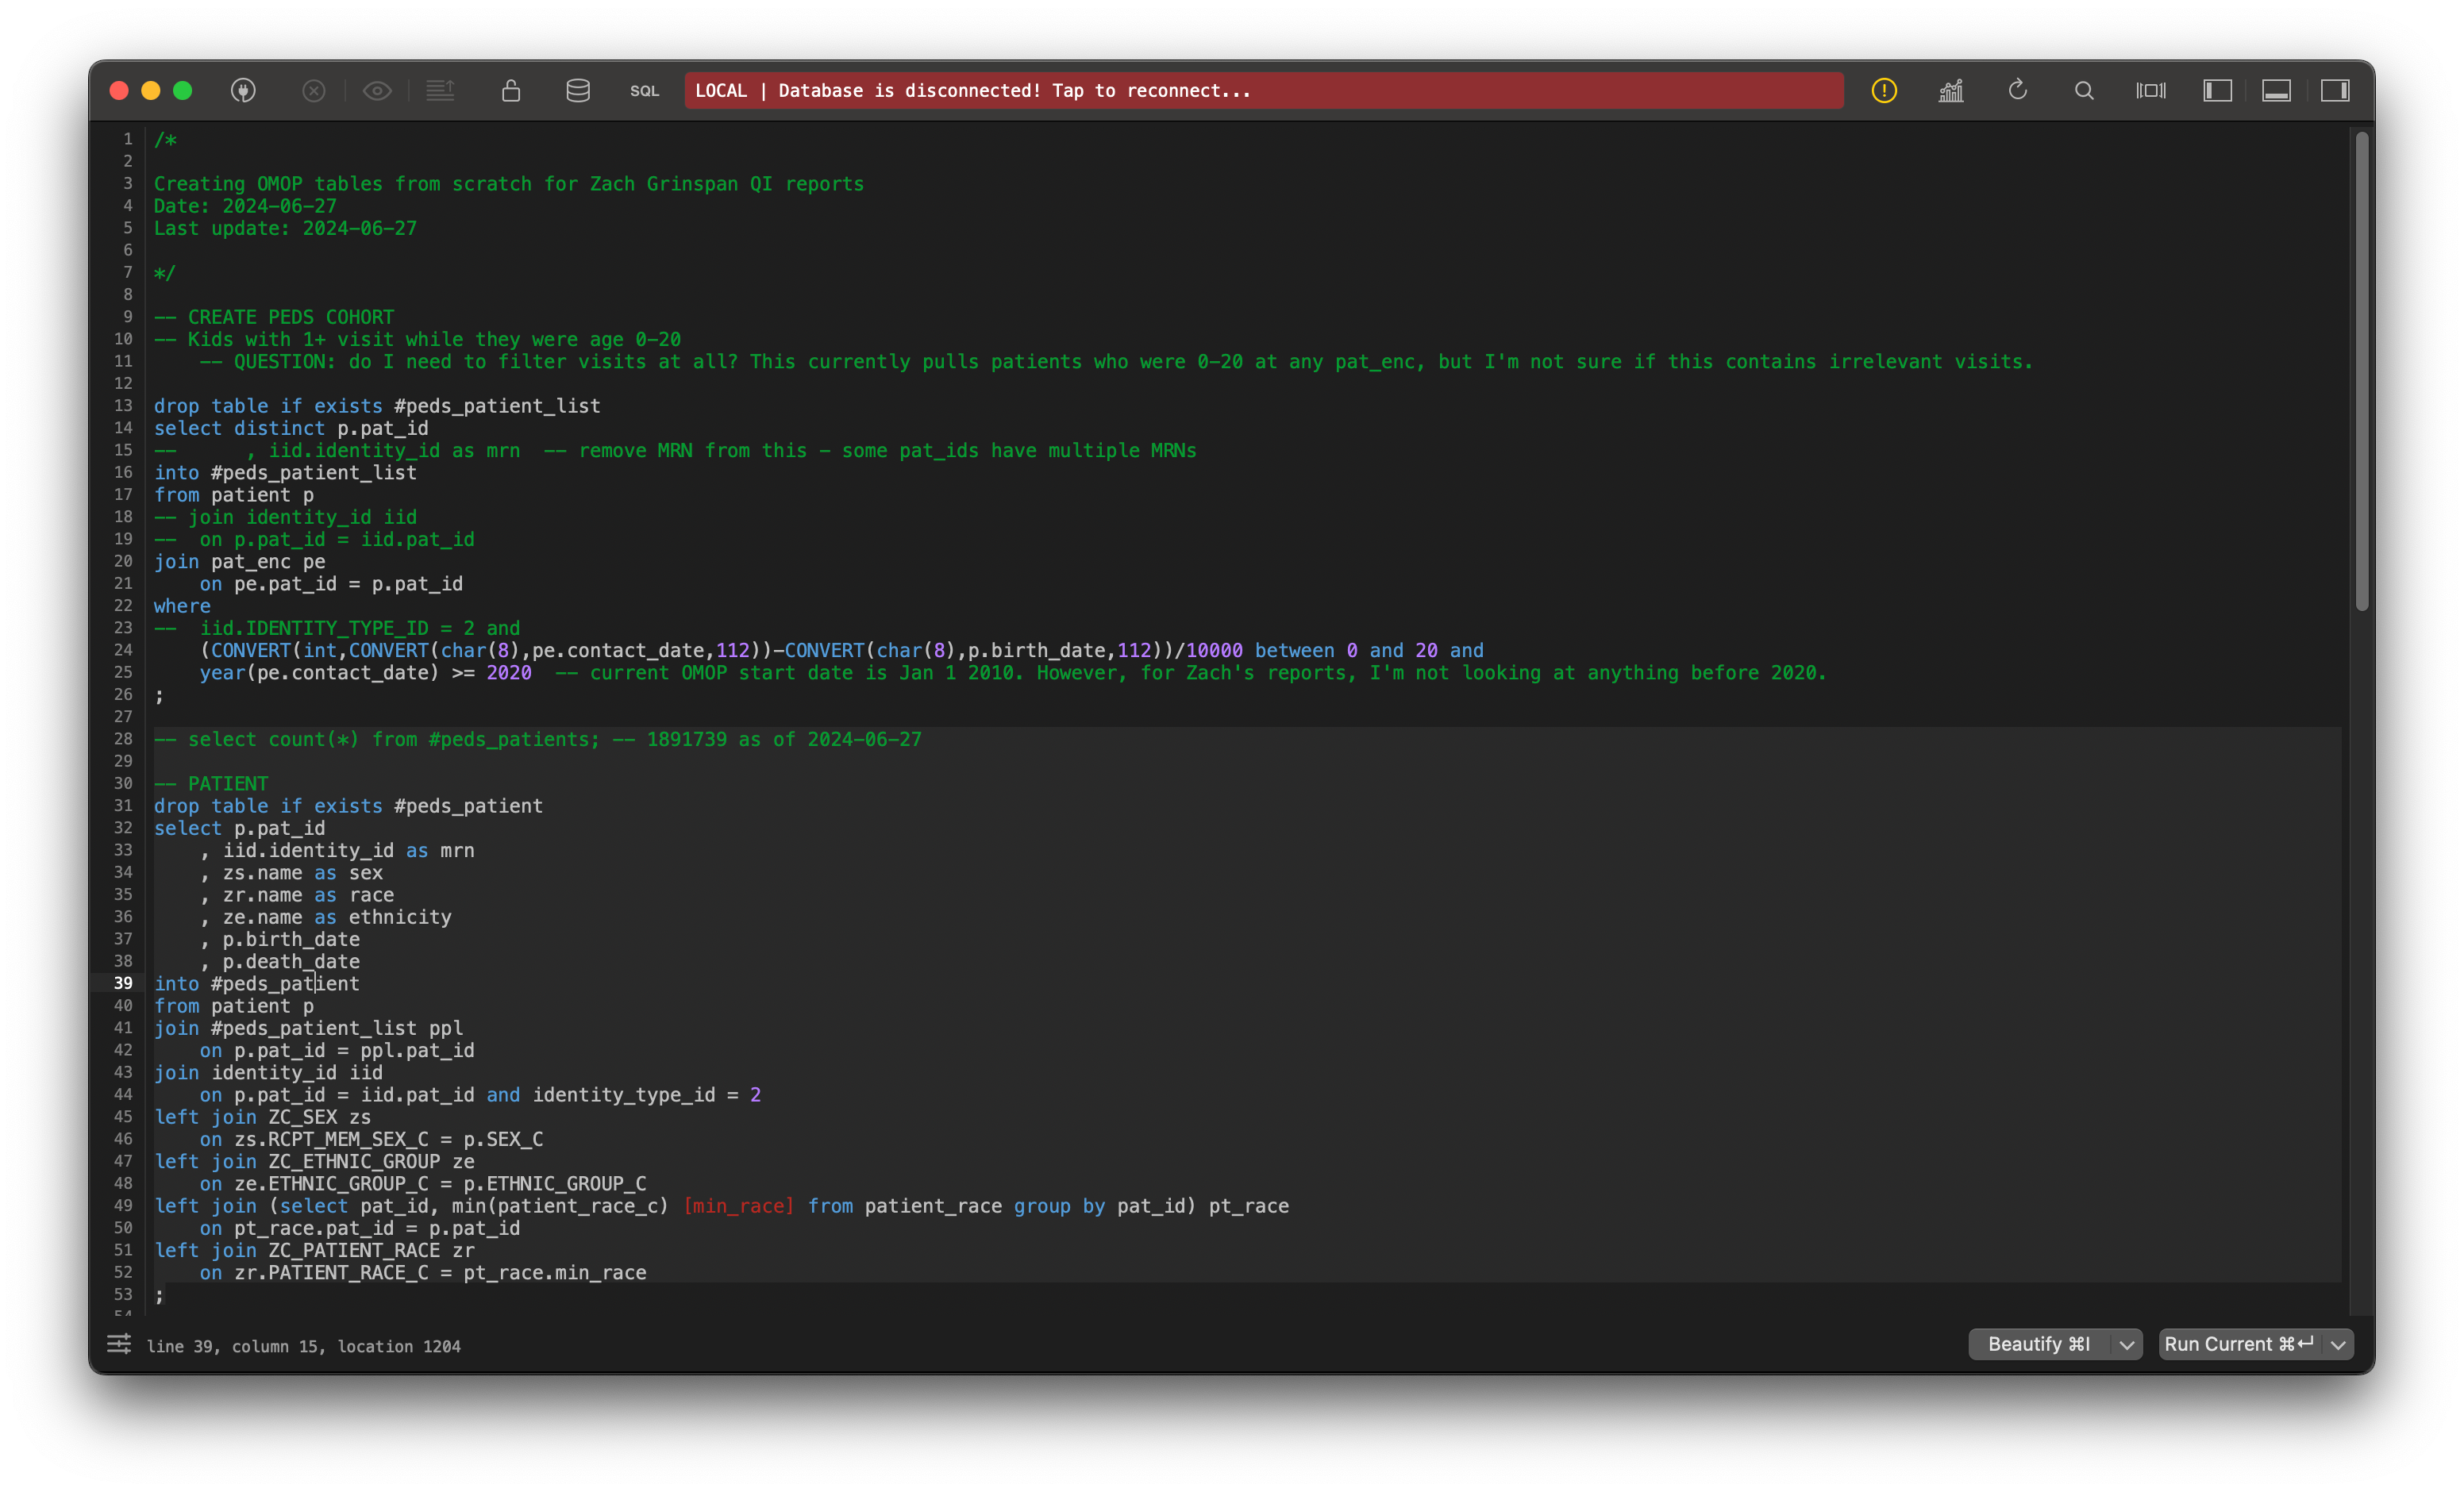 SQL
LOCAL | Database is disconnected! Tap to reconnect...
1 /*
2
3 Creating OMOP tables from scratch for Zach Grinspan QI reports
4 Date: 2024-06-27
5 Last update: 2024-06-27
6
7 */
8
9 -- CREATE PEDS COHORT
10 -- Kids with 1+ visit while they were age 0-20
11     -- QUESTION: do I need to filter visits at all? This currently pulls patients who were 0-20 at any pat_enc, but I'm not sure if this contains irrelevant visits.
12
13 drop table if exists #peds_patient_list
14 select distinct p.pat_id
15 --      , iid.identity_id as mrn  -- remove MRN from this - some pat_ids have multiple MRNs
16 into #peds_patient_list
17 from patient p
18 -- join identity_id iid
19 --  on p.pat_id = iid.pat_id
20 join pat_enc pe
21     on pe.pat_id = p.pat_id
22 where
23 --  iid.IDENTITY_TYPE_ID = 2 and
24     (CONVERT(int,CONVERT(char(8),pe.contact_date,112))-CONVERT(char(8),p.birth_date,112))/10000 between 0 and 20 and
25     year(pe.contact_date) >= 2020  -- current OMOP start date is Jan 1 2010. However, for Zach's reports, I'm not looking at anything before 2020.
26 ;
27
28 -- select count(*) from #peds_patients; -- 1891739 as of 2024-06-27
29
30 -- PATIENT
31 drop table if exists #peds_patient
32 select p.pat_id
33     , iid.identity_id as mrn
34     , zs.name as sex
35     , zr.name as race
36     , ze.name as ethnicity
37     , p.birth_date
38     , p.death_date
39 into #peds_patient
40 from patient p
41 join #peds_patient_list ppl
42     on p.pat_id = ppl.pat_id
43 join identity_id iid
44     on p.pat_id = iid.pat_id and identity_type_id = 2
45 left join ZC_SEX zs
46     on zs.RCPT_MEM_SEX_C = p.SEX_C
47 left join ZC_ETHNIC_GROUP ze
48     on ze.ETHNIC_GROUP_C = p.ETHNIC_GROUP_C
49 left join (select pat_id, min(patient_race_c) [min_race] from patient_race group by pat_id) pt_race
50     on pt_race.pat_id = p.pat_id
51 left join ZC_PATIENT_RACE zr
52     on zr.PATIENT_RACE_C = pt_race.min_race
53 ;
54
line 39, column 15, location 1204
Beautify ⌘I
Run Current ⌘↩